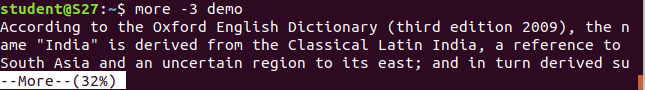 student@S27:~$ more -3 demo
According to the Oxford English Dictionary (third edition 2009), the n
ame "India" is derived from the Classical Latin India, a reference to
South Asia and an uncertain region to its east; and in turn derived su
--More--(32%)